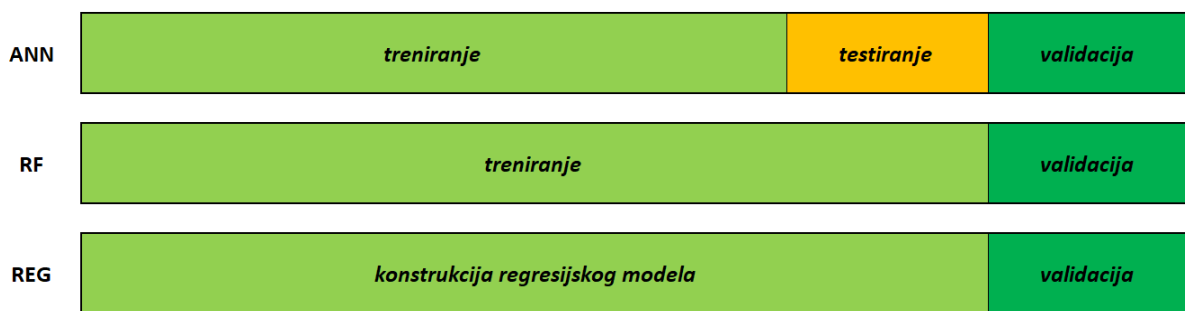 ANN treniranje testiranje validacija
RF treniranje validacija
REG konstrukcija regresijskog modela validacija